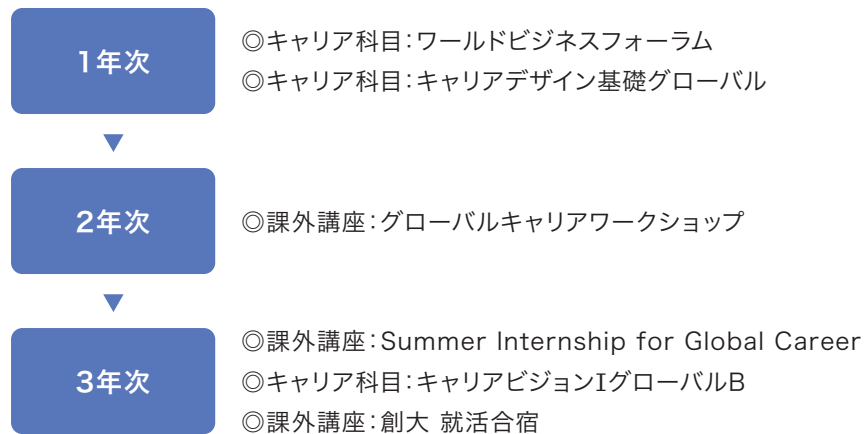 1年次
◎キャリア科目：ワールドビジネスフォーラム
◎キャリア科目：キャリアデザイン基礎グローバル
2年次
◎課外講座：グローバルキャリアワークショップ
3年次
◎課外講座：Summer Internship for Global Career
◎キャリア科目：キャリアビジョンIグローバルB
◎課外講座：創大 就活合宿